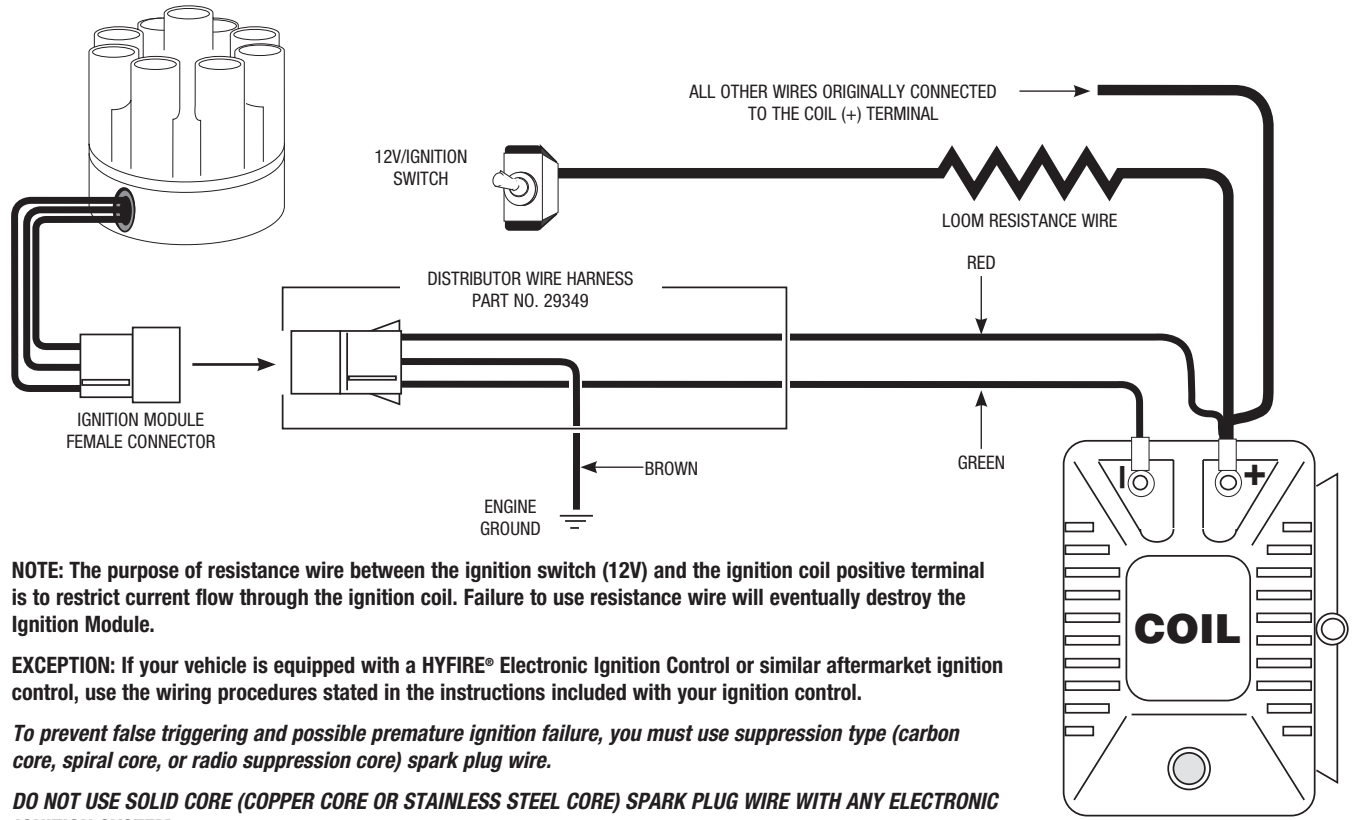 ALL OTHER WIRES ORIGINALLY CONNECTED
TO THE COIL (+) TERMINAL
12V/IGNITION
SWITCH
LOOM RESISTANCE WIRE
RED
DISTRIBUTOR WIRE HARNESS
PART NO. 29349
IGNITION MODULE
FEMALE CONNECTOR
BROWN
GREEN
ENGINE
GROUND
NOTE: The purpose of resistance wire between the ignition switch (12V) and the ignition coil positive terminal
is to restrict current flow through the ignition coil. Failure to use resistance wire will eventually destroy the
Ignition Module.
EXCEPTION: If your vehicle is equipped with a HYFIRE® Electronic Ignition Control or similar aftermarket ignition
control, use the wiring procedures stated in the instructions included with your ignition control.
To prevent false triggering and possible premature ignition failure, you must use suppression type (carbon
core, spiral core, or radio suppression core) spark plug wire.
DO NOT USE SOLID CORE (COPPER CORE OR STAINLESS STEEL CORE) SPARK PLUG WIRE WITH ANY ELECTRONIC
+
COIL